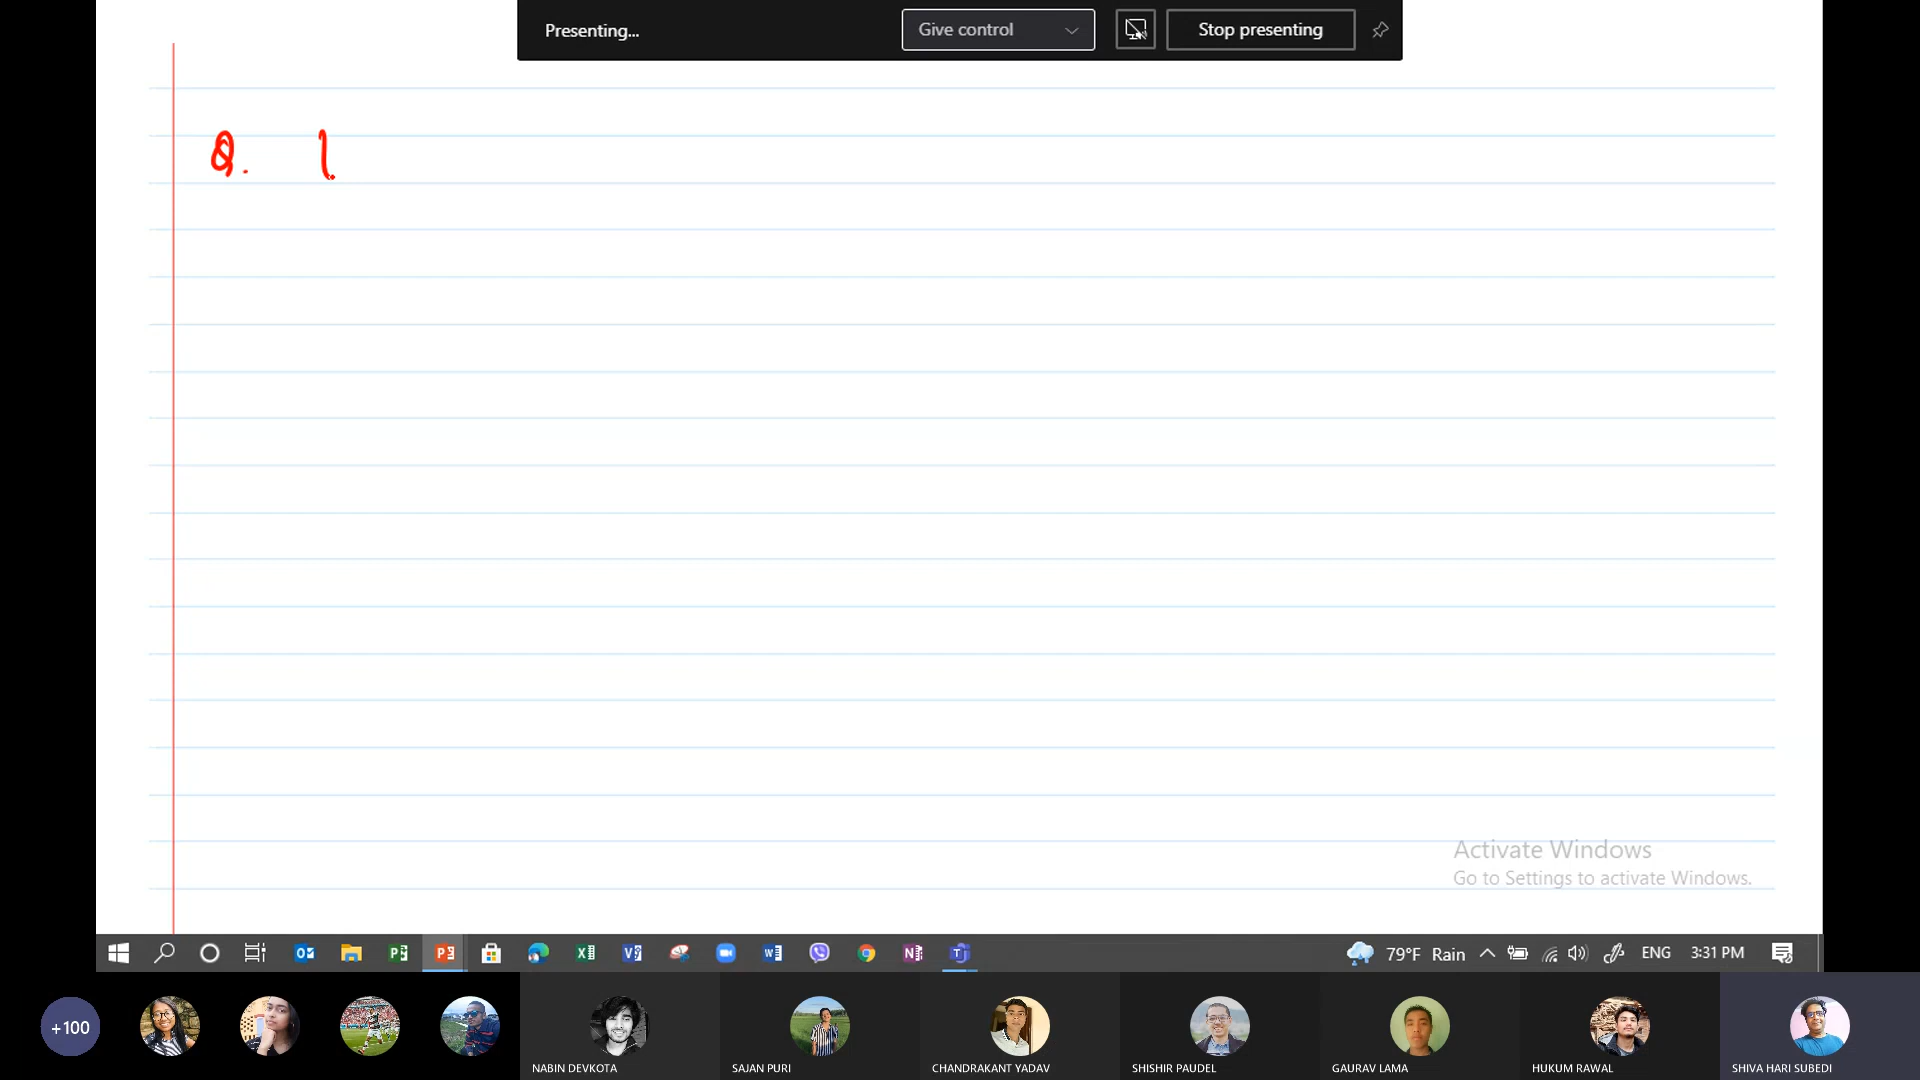 Presenting...
Give control
Stop presenting
Q. 1
Activate Windows
Go to Settings to activate Windows.
79°F Rain
ENG
3:31 PM
+100
NABIN DEVKOTA
SAJAN PURI
CHANDRAKANT YADAV
SHISHIR PAUDEL
GAURAV LAMA
HUKUM RAWAL
SHIVA HARI SUBEDI